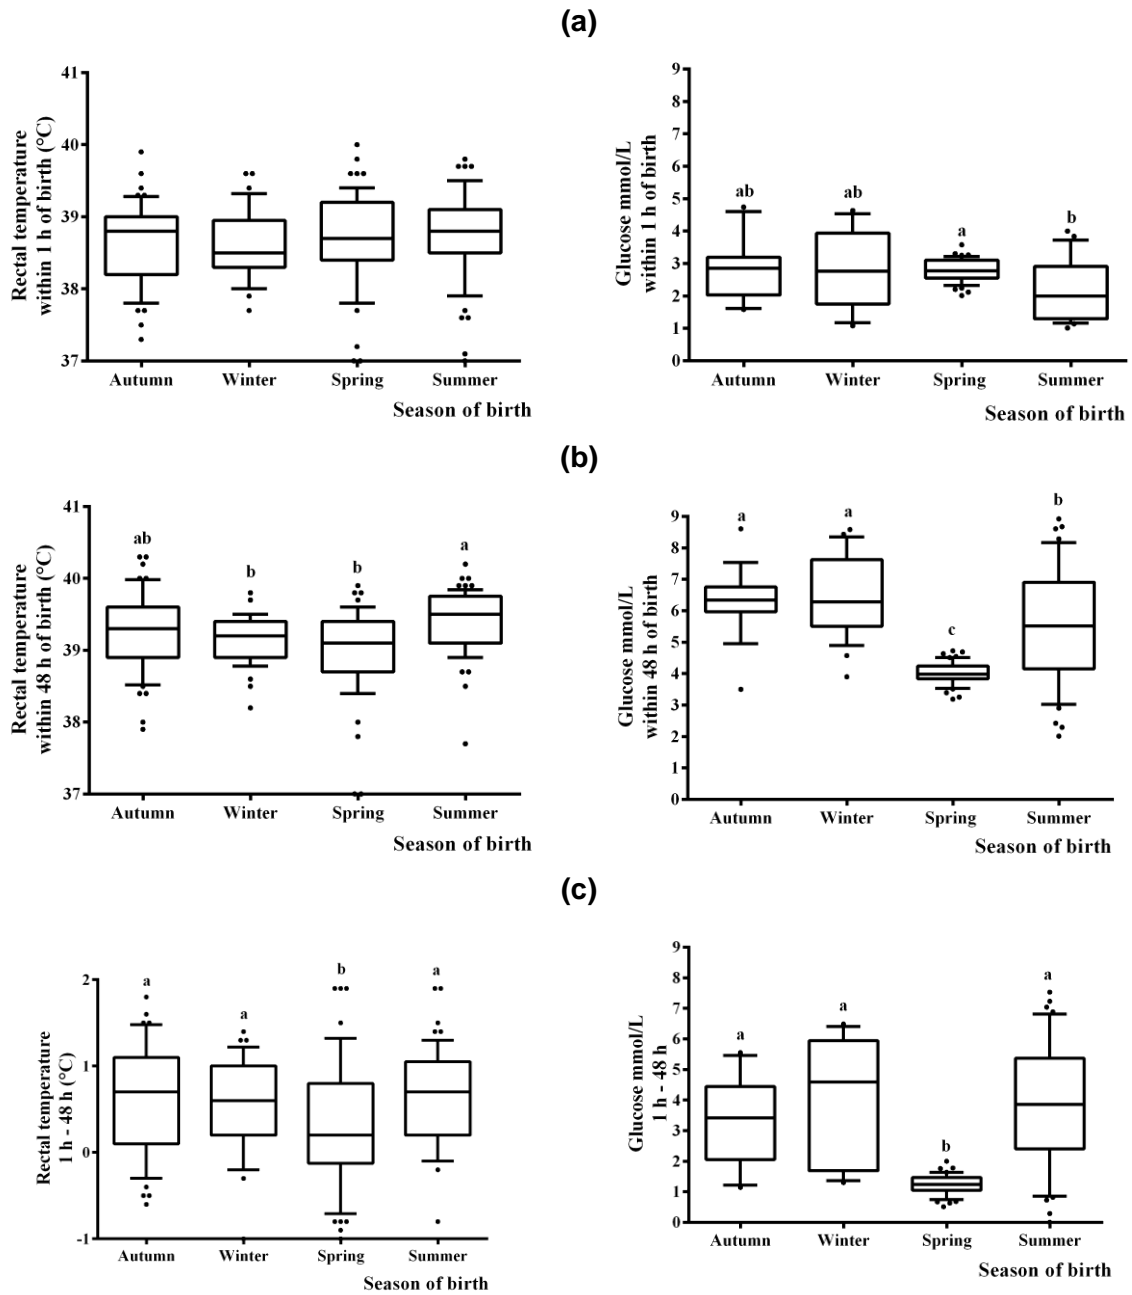 (a)
Rectal temperature
within 1 h of birth (°C)
41
40
39
38
37
Autumn
Winter
Spring
Summer
Season of birth
Glucose mmol/L
within 1 h of birth
9
8
7
6
5
4
3
2
1
0
ab
ab
a
b
Autumn
Winter
Spring
Summer
Season of birth
(b)
Rectal temperature
within 48 h of birth (°C)
41
40
39
38
37
ab
b
b
a
Autumn
Winter
Spring
Summer
Season of birth
Glucose mmol/L
within 48 h of birth
9
8
7
6
5
4
3
2
1
0
a
a
c
b
Autumn
Winter
Spring
Summer
Season of birth
(c)
Rectal temperature
1 h - 48 h (°C)
2
1
0
-1
a
a
b
a
Autumn
Winter
Spring
Summer
Season of birth
Glucose mmol/L
1 h - 48 h
9
8
7
6
5
4
3
2
1
0
a
a
b
a
Autumn
Winter
Spring
Summer
Season of birth